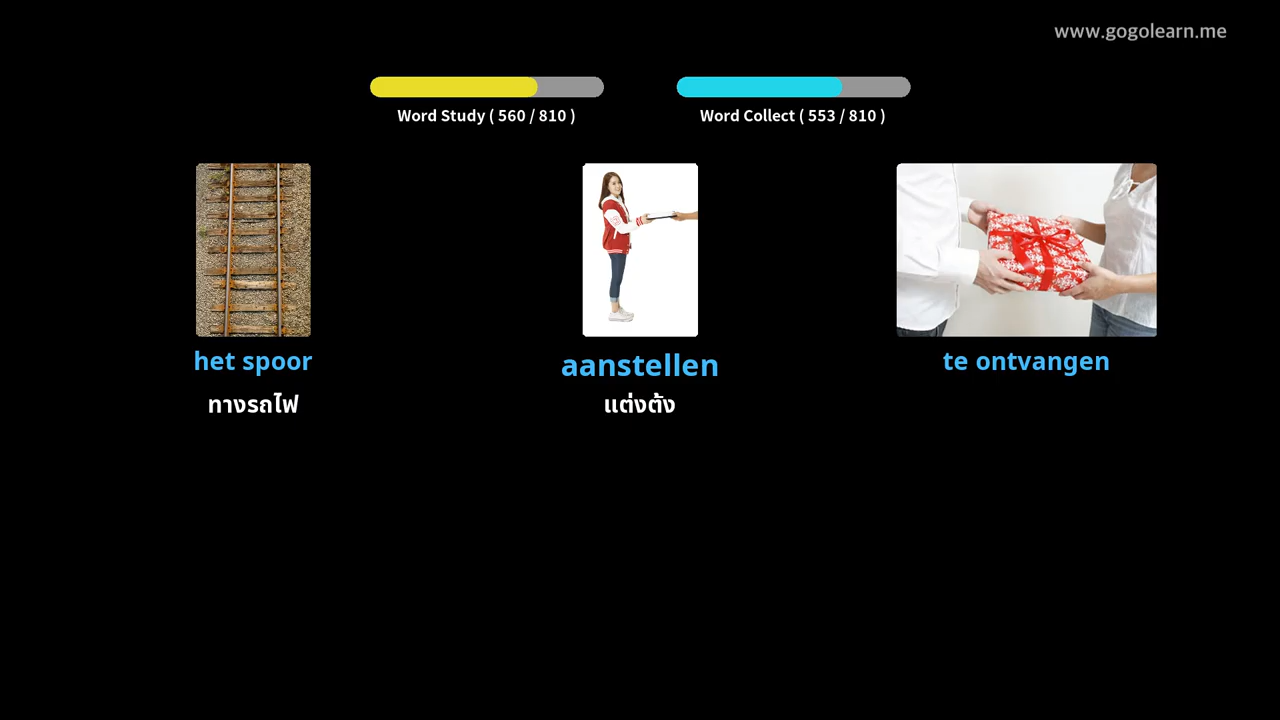 www.gogolearn.me
Word Study ( 560 / 810 )
Word Collect ( 553 / 810 )
het spoor
aanstellen
te ontvangen
ทางรถไฟ
แต่งตั้ง